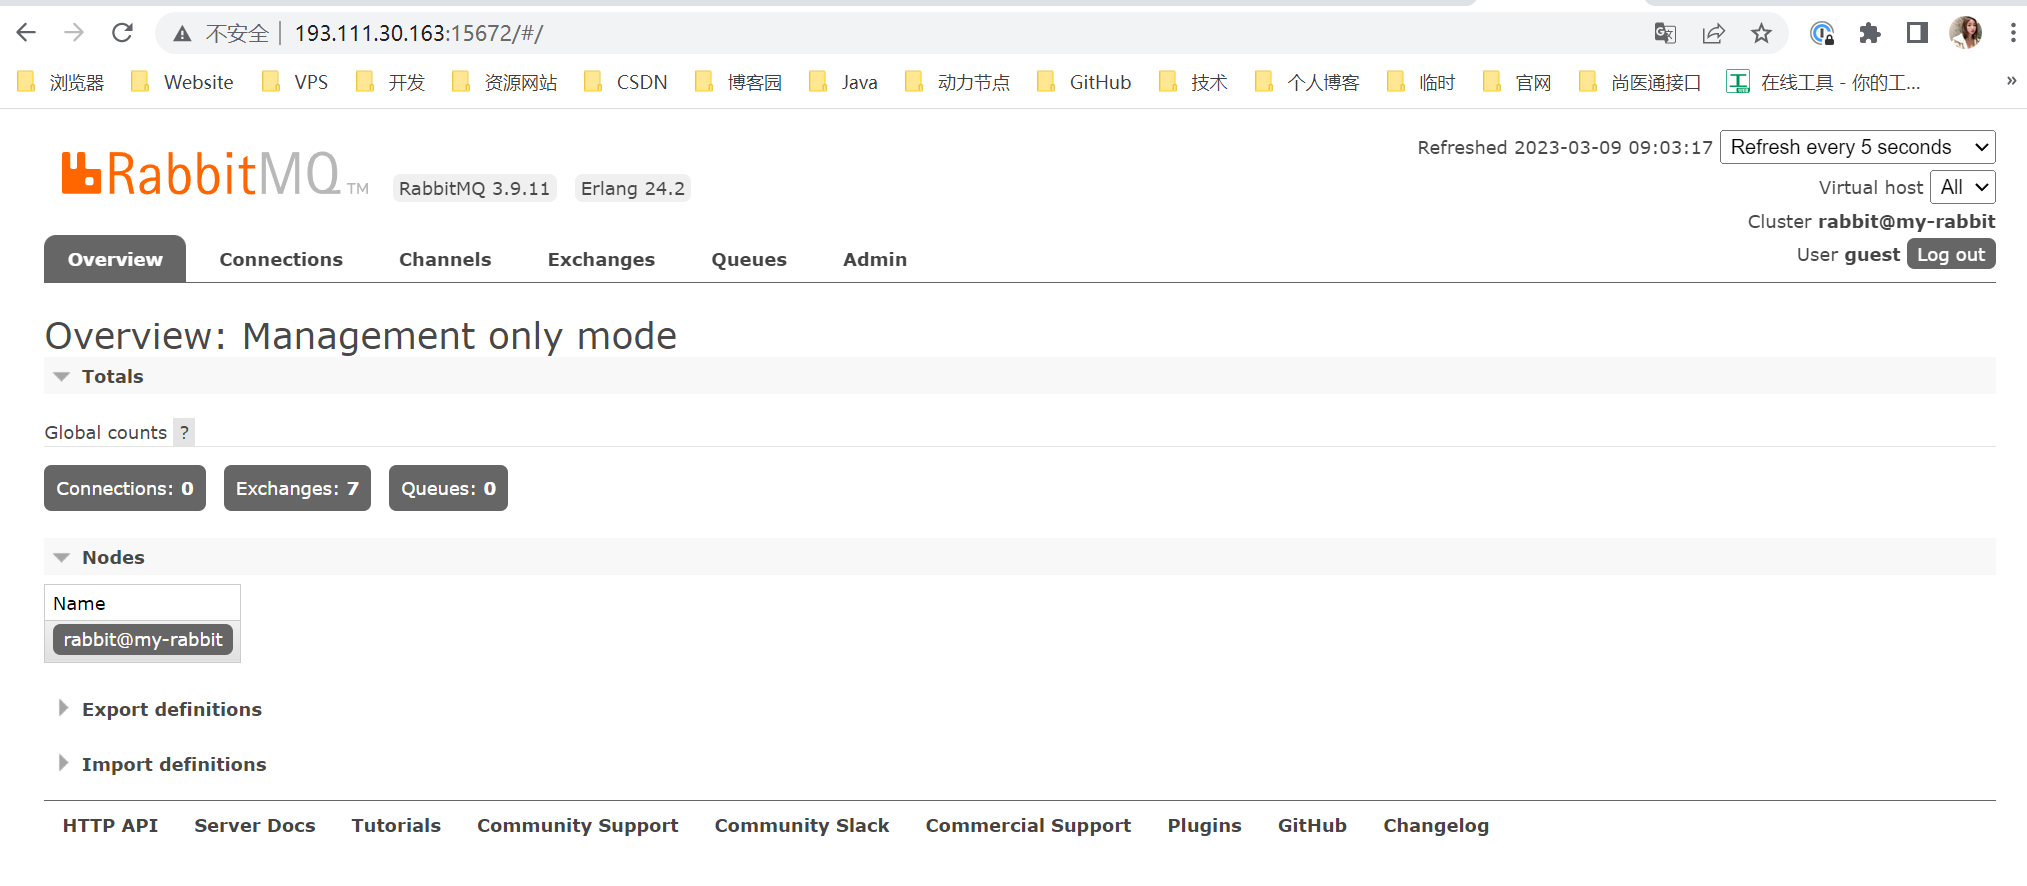 不安全 193.111.30.163:15672/#/
浏览器 Website VPS 开发 资源网站 CSDN 博客园 Java 动力节点 GitHub 技术 个人博客 临时 官网 尚医通接口 在线工具 - 你的工... »
Refreshed 2023-03-09 09:03:17 Refresh every 5 seconds
RabbitMQ TM RabbitMQ 3.9.11 Erlang 24.2
Virtual host All
Cluster rabbit@my-rabbit
User guest Log out
Overview Connections Channels Exchanges Queues Admin
Overview: Management only mode
Totals
Global counts ?
Connections: 0 Exchanges: 7 Queues: 0
Nodes
Name
rabbit@my-rabbit
Export definitions
Import definitions
HTTP API Server Docs Tutorials Community Support Community Slack Commercial Support Plugins GitHub Changelog